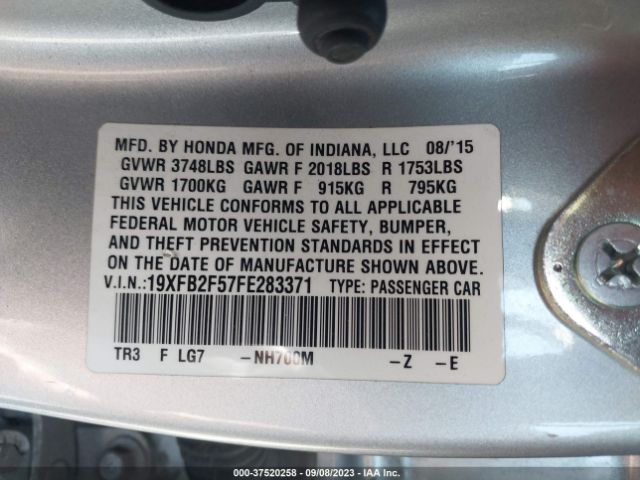 MFD. BY HONDA MFG. OF INDIANA, LLC 08/'15
GVWR 3748LBS GAWR F 2018LBS R 1753LBS
GVWR 1700KG GAWR F 915KG R 795KG
THIS VEHICLE CONFORMS TO ALL APPLICABLE
FEDERAL MOTOR VEHICLE SAFETY, BUMPER,
AND THEFT PREVENTION STANDARDS IN EFFECT
ON THE DATE OF MANUFACTURE SHOWN ABOVE.
V.I.N.:19XFB2F57FE283371 TYPE: PASSENGER CAR
TR3 F LG7 -NH700M -Z -E
000-37520258 - 09/08/2023 - IAA Inc.